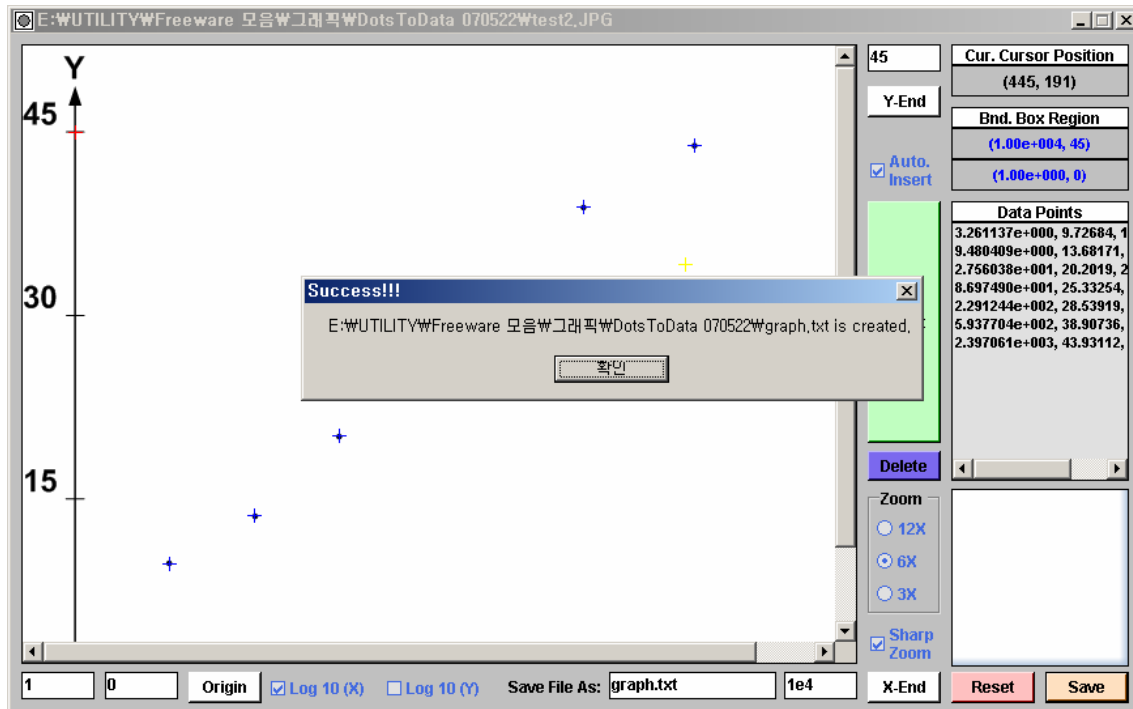 E:₩UTILITY₩Freeware 모음₩그래픽₩DotsToData 070522₩test2.JPG
Y
45
30
15
45
Y-End
Auto.
Insert
Cur. Cursor Position
(445, 191)
Bnd. Box Region
(1.00e+004, 45)
(1.00e+000, 0)
Data Points
3.261137e+000, 9.72684, 1
9.480409e+000, 13.68171,
2.756038e+001, 20.2019, 2
8.697490e+001, 25.33254,
2.291244e+002, 28.53919,
5.937704e+002, 38.90736,
2.397061e+003, 43.93112,
Success!!!
E:₩UTILITY₩Freeware 모음₩그래픽₩DotsToData 070522₩graph.txt is created.
확인
Delete
Zoom
12X
6X
3X
Sharp
Zoom
1
0
Origin
Log 10 (X)
Log 10 (Y)
Save File As:
graph.txt
1e4
X-End
Reset
Save